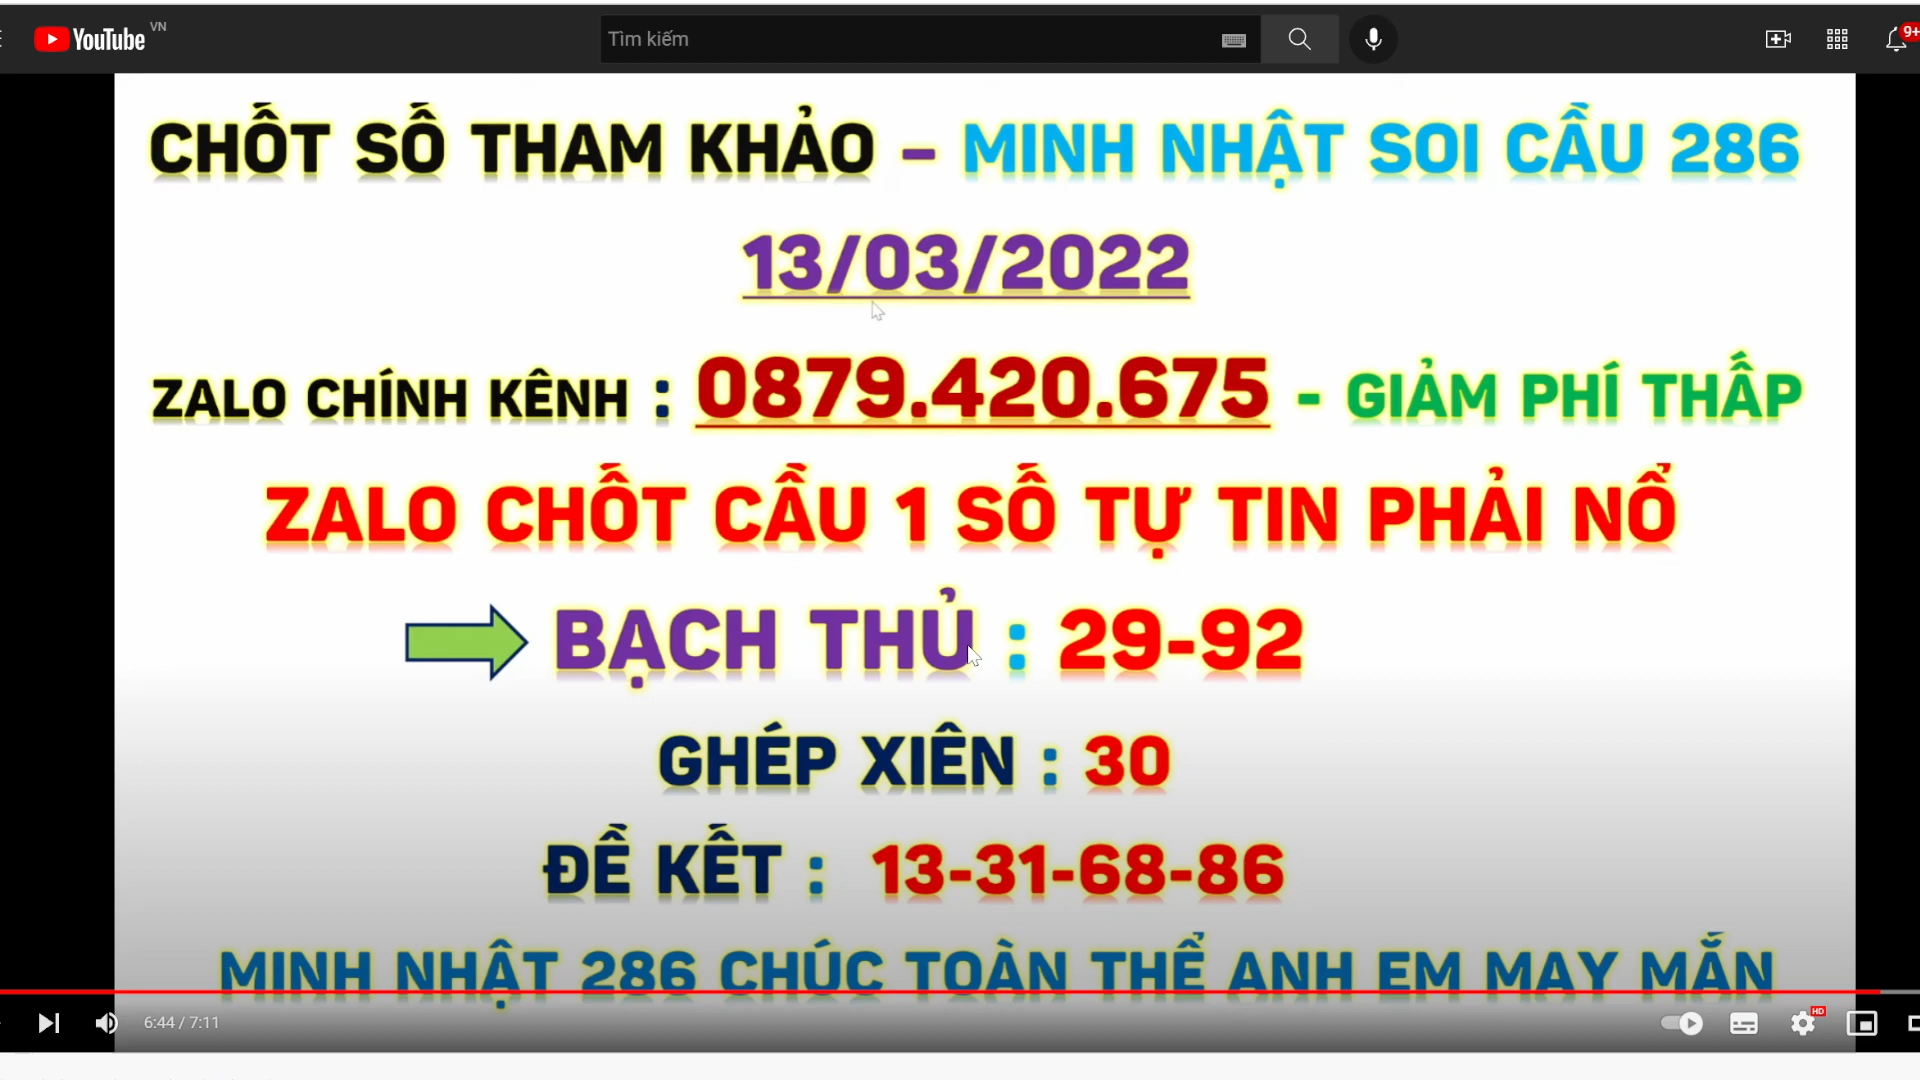 YouTube VN
Tìm kiếm
9+
CHỐT SỐ THAM KHẢO – MINH NHẬT SOI CẦU 286
13/03/2022
ZALO CHÍNH KÊNH : 0879.420.675 - GIẢM PHÍ THẤP
ZALO CHỐT CẦU 1 SỐ TỰ TIN PHẢI NỔ
BẠCH THỦ : 29-92
GHÉP XIÊN : 30
ĐỀ KẾT : 13-31-68-86
MINH NHẬT 286 CHÚC TOÀN THỂ ANH EM MAY MẮN
6:44 / 7:11
HD